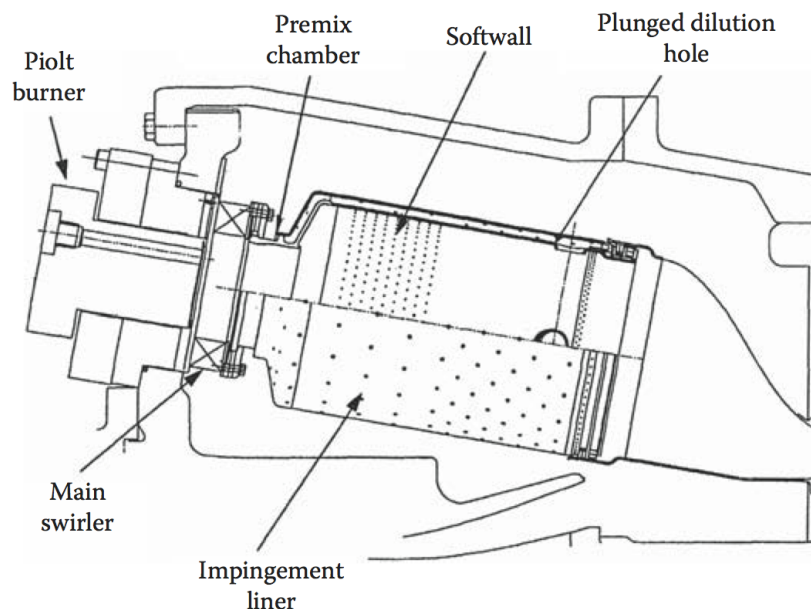 Premix
chamber
Softwall
Plunged dilution
hole
Piolt
burner
Main
swirler
Impingement
liner